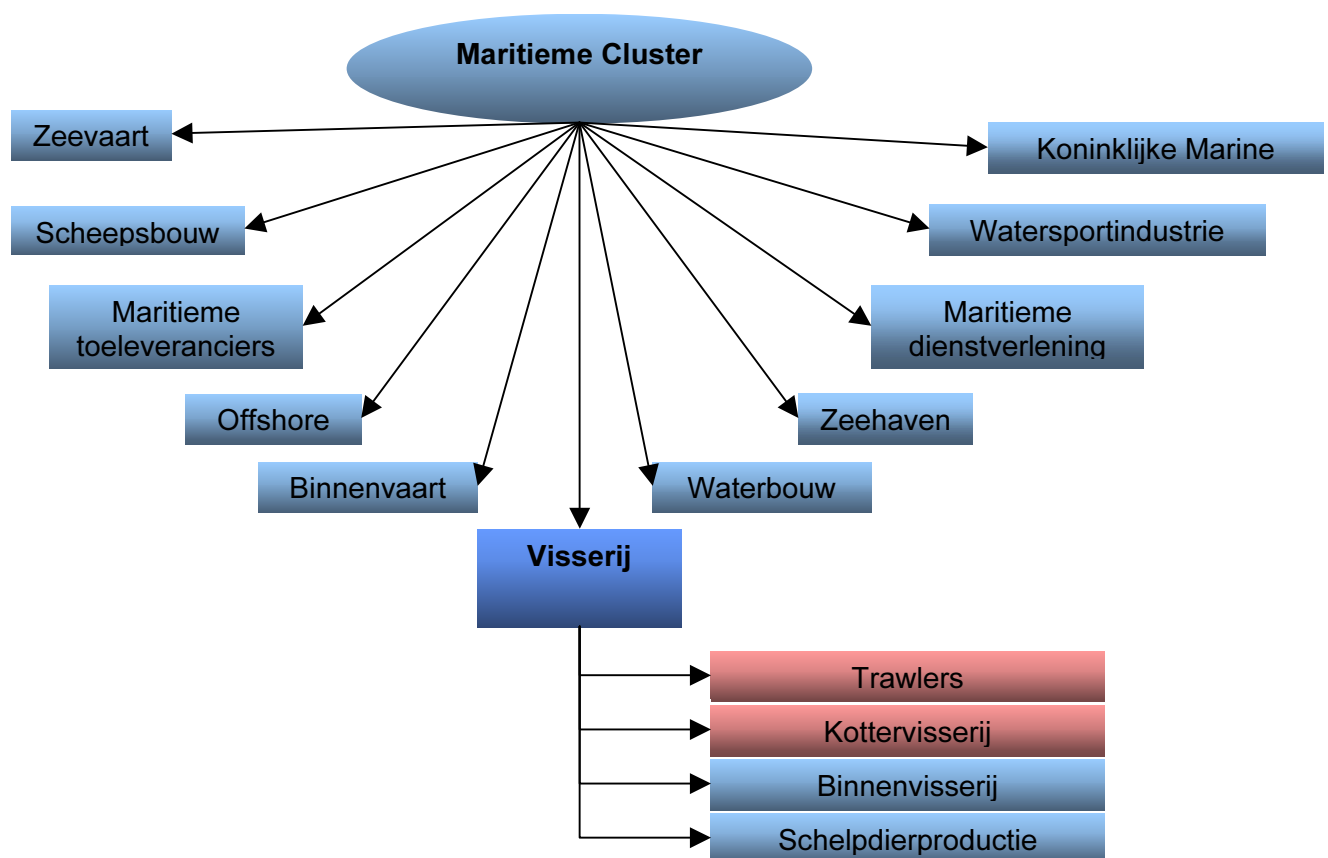 Maritieme Cluster
Zeevaart
Koninklijke Marine
Scheepsbouw
Watersportindustrie
Maritieme
toeleveranciers
Maritieme
dienstverlening
Offshore
Zeehaven
Binnenvaart
Waterbouw
Visserij
Trawlers
Kottervisserij
Binnenvisserij
Schelpdierproductie